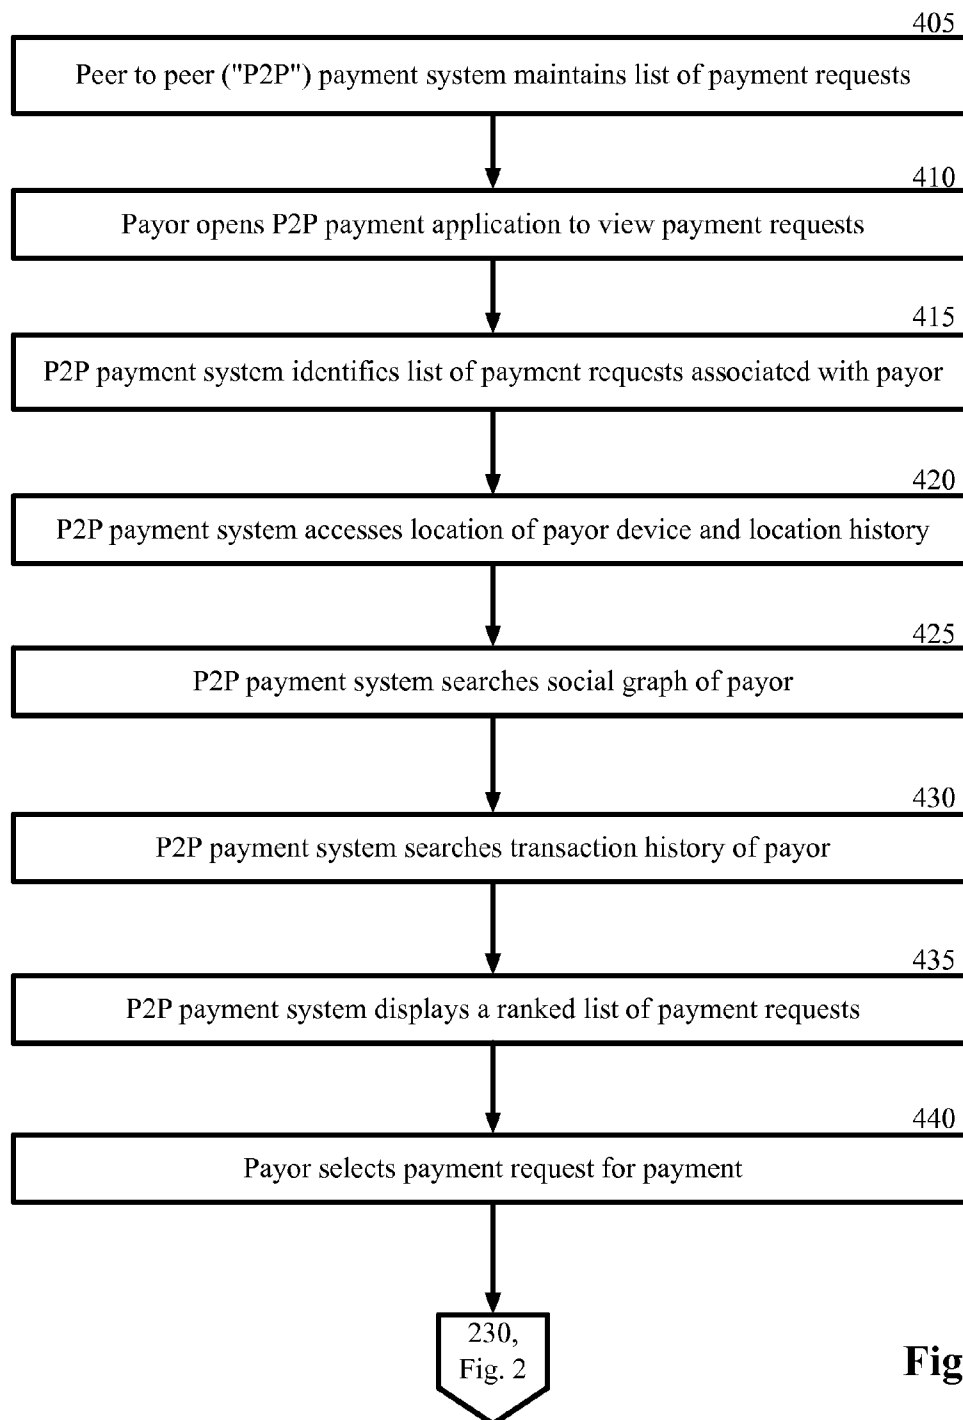 405
Peer to peer ("P2P") payment system maintains list of payment requests
410
Payor opens P2P payment application to view payment requests
415
P2P payment system identifies list of payment requests associated with payor
420
P2P payment system accesses location of payor device and location history
425
P2P payment system searches social graph of payor
430
P2P payment system searches transaction history of payor
435
P2P payment system displays a ranked list of payment requests
440
Payor selects payment request for payment
230,
Fig. 2
Fig